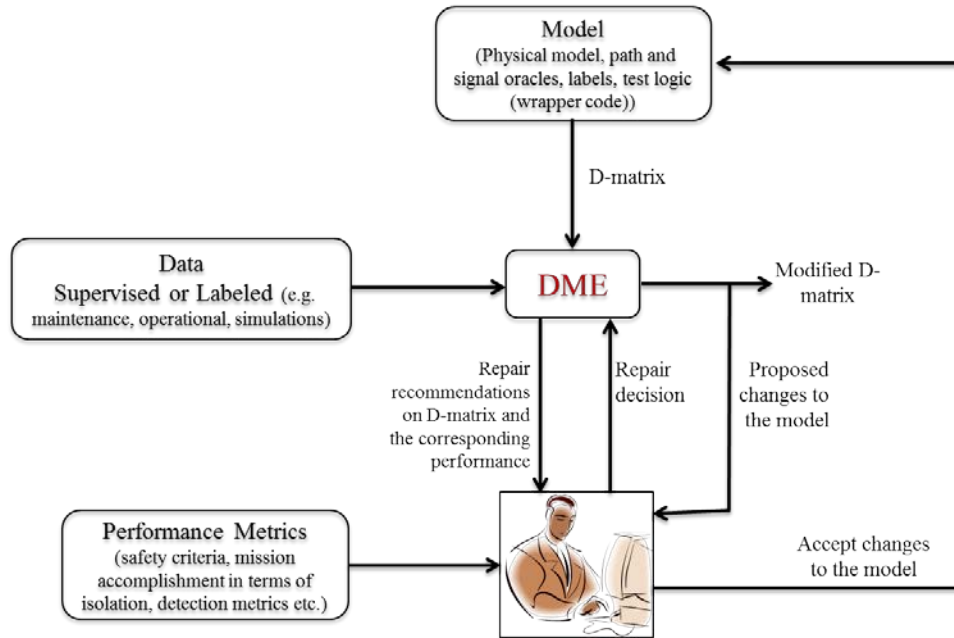 Model
(Physical model, path and
signal oracles, labels, test logic
(wrapper code))
D-matrix
Data
Supervised or Labeled (e.g.
maintenance, operational, simulations)
DME
Modified D-
matrix
Repair
recommendations
on D-matrix and
the corresponding
performance
Repair
decision
Proposed
changes to
the model
Performance Metrics
(safety criteria, mission
accomplishment in terms of
isolation, detection metrics etc.)
Accept changes
to the model